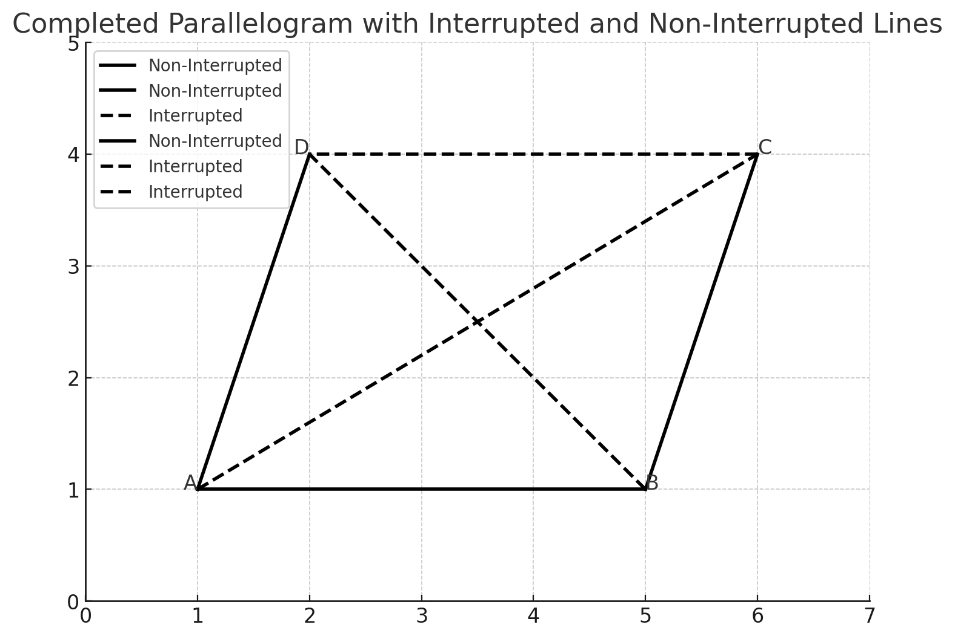 Completed Parallelogram with Interrupted and Non-Interrupted Lines
Non-Interrupted
Non-Interrupted
Interrupted
Non-Interrupted
Interrupted
Interrupted
D
C
A
B
5
4
3
2
1
0
0 1 2 3 4 5 6 7